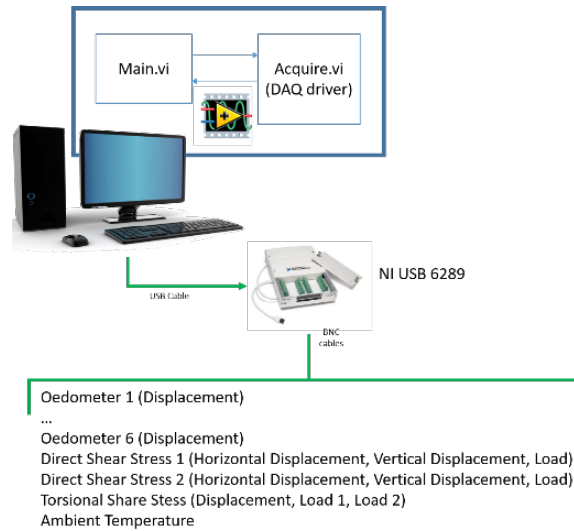 Main.vi
Acquire.vi
(DAQ driver)
NI USB 6289
USB Cable
BNC
cables
Oedometer 1 (Displacement)
...
Oedometer 6 (Displacement)
Direct Shear Stress 1 (Horizontal Displacement, Vertical Displacement, Load)
Direct Shear Stress 2 (Horizontal Displacement, Vertical Displacement, Load)
Torsional Share Stess (Displacement, Load 1, Load 2)
Ambient Temperature